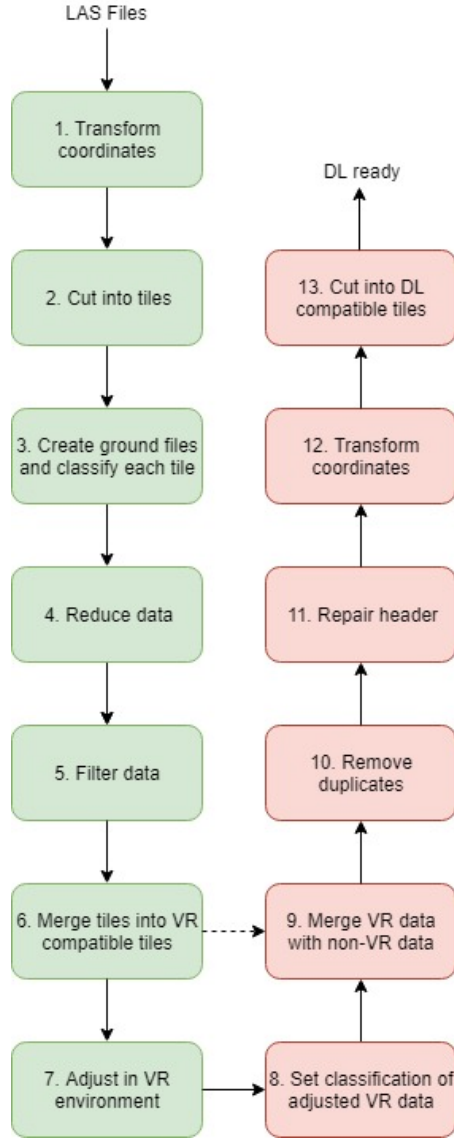 LAS Files
1. Transform
coordinates
2. Cut into tiles
3. Create ground files
and classify each tile
4. Reduce data
5. Filter data
6. Merge tiles into VR
compatible tiles
7. Adjust in VR
environment
8. Set classification of
adjusted VR data
9. Merge VR data
with non-VR data
10. Remove
duplicates
11. Repair header
12. Transform
coordinates
13. Cut into DL
compatible tiles
DL ready